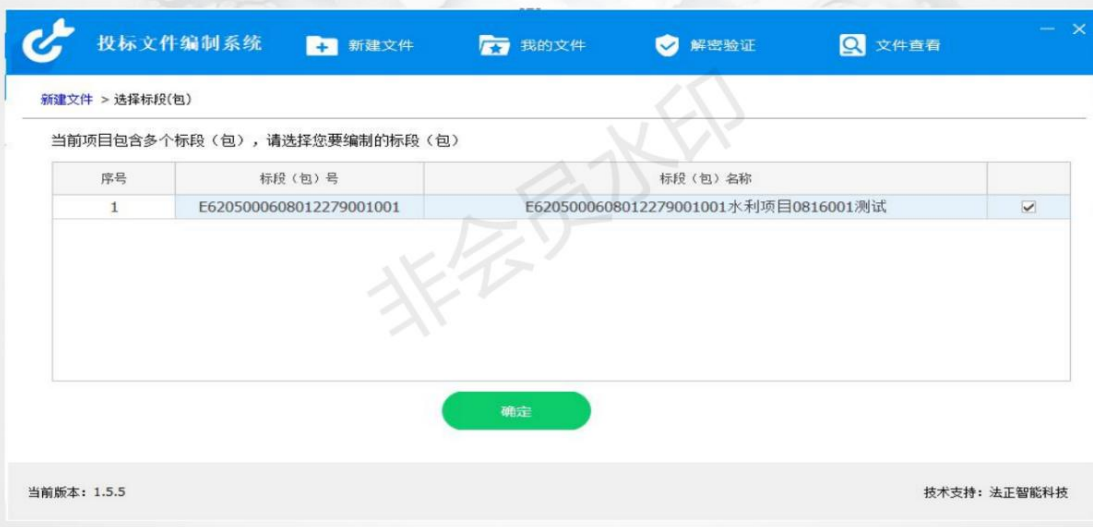 投标文件编制系统 新建文件 我的文件 解密验证 文件查看
新建文件 > 选择标段(包)
当前项目包含多个标段（包），请选择您要编制的标段（包）
序号 标段（包）号 标段（包）名称
1 E6205000608012279001001 E6205000608012279001001水利项目0816001测试
非会员水印
确定
当前版本：1.5.5 技术支持：法正智能科技